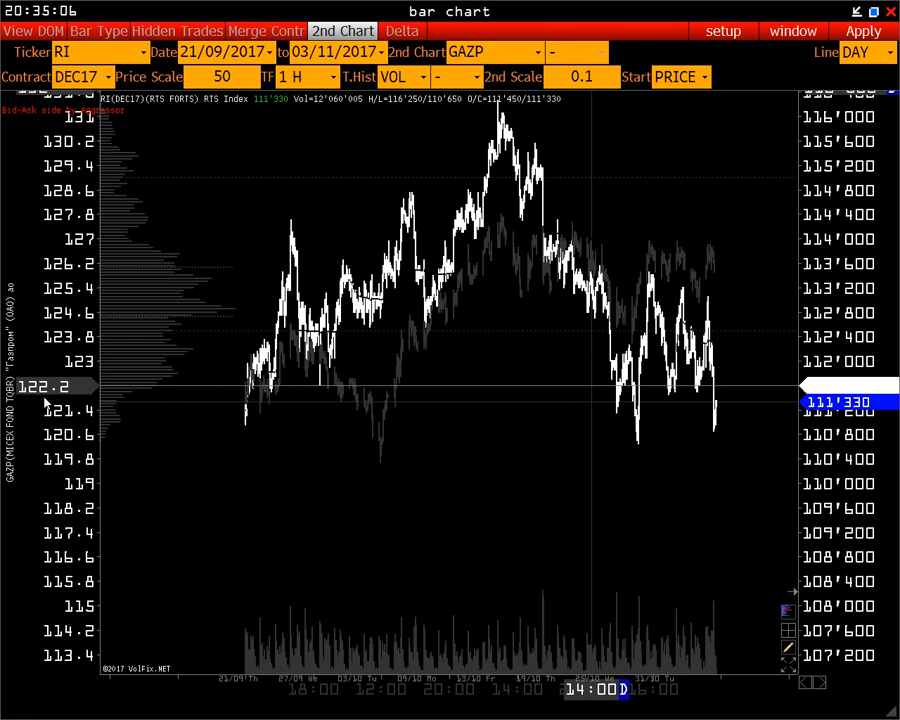 20:35:06 bar chart
View DOM Bar Type Hidden Trades Merge Contr 2nd Chart Delta setup window Apply
Ticker RI Date 21/09/2017 to 03/11/2017 2nd Chart GAZP - Line DAY
Contract DEC17 Price Scale 50 TF 1 H T.Hist VOL - 2nd Scale 0.1 Start PRICE
RI(DEC17)(RTS FORTS) RTS Index 111'330 Vol=12'060'005 H/L=116'250/110'650 O/C=111'450/111'330
Bid-Ask side by Aggressor
131 116'000
130.2 115'600
129.4 115'200
128.6 114'800
127.8 114'400
127 114'000
126.2 113'600
125.4 113'200
124.6 112'800
123.8 112'400
123 112'000
122.2
111'330
121.4 111'200
120.6 110'800
119.8 110'400
119 110'000
118.2 109'600
117.4 109'200
116.6 108'800
115.8 108'400
115 108'000
114.2 107'600
113.4 107'200
GAZP(MICEX FOND TQBR) "Газпром" (ОАО) ао
©2017 VolFix.NET
21/09 Th 27/09 We 03/10 Tu 09/10 Mo 13/10 Fr 19/10 Th 25/10 We 31/10 Tu
18:00 12:00 20:00 14:00 14:00 D 16:00